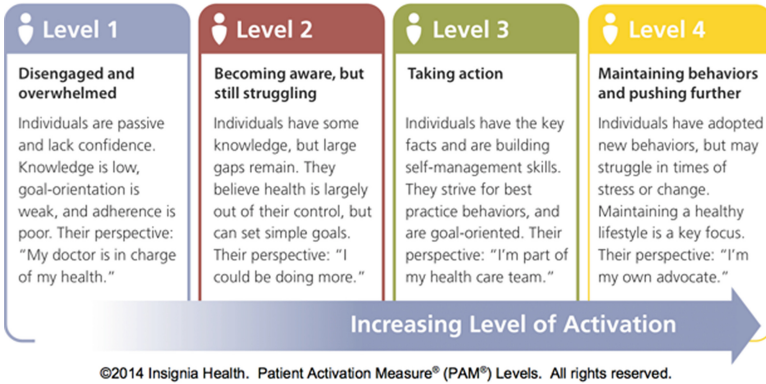 Level 1
Disengaged and
overwhelmed
Individuals are passive
and lack confidence.
Knowledge is low,
goal-orientation is
weak, and adherence is
poor. Their perspective:
“My doctor is in charge
of my health.”
Level 2
Becoming aware, but
still struggling
Individuals have some
knowledge, but large
gaps remain. They
believe health is largely
out of their control, but
can set simple goals.
Their perspective: “I
could be doing more.”
Level 3
Taking action
Individuals have the key
facts and are building
self-management skills.
They strive for best
practice behaviors, and
are goal-oriented. Their
perspective: “I’m part of
my health care team.”
Level 4
Maintaining behaviors
and pushing further
Individuals have adopted
new behaviors, but may
struggle in times of
stress or change.
Maintaining a healthy
lifestyle is a key focus.
Their perspective: “I’m
my own advocate.”
Increasing Level of Activation
©2014 Insignia Health. Patient Activation Measure® (PAM®) Levels. All rights reserved.